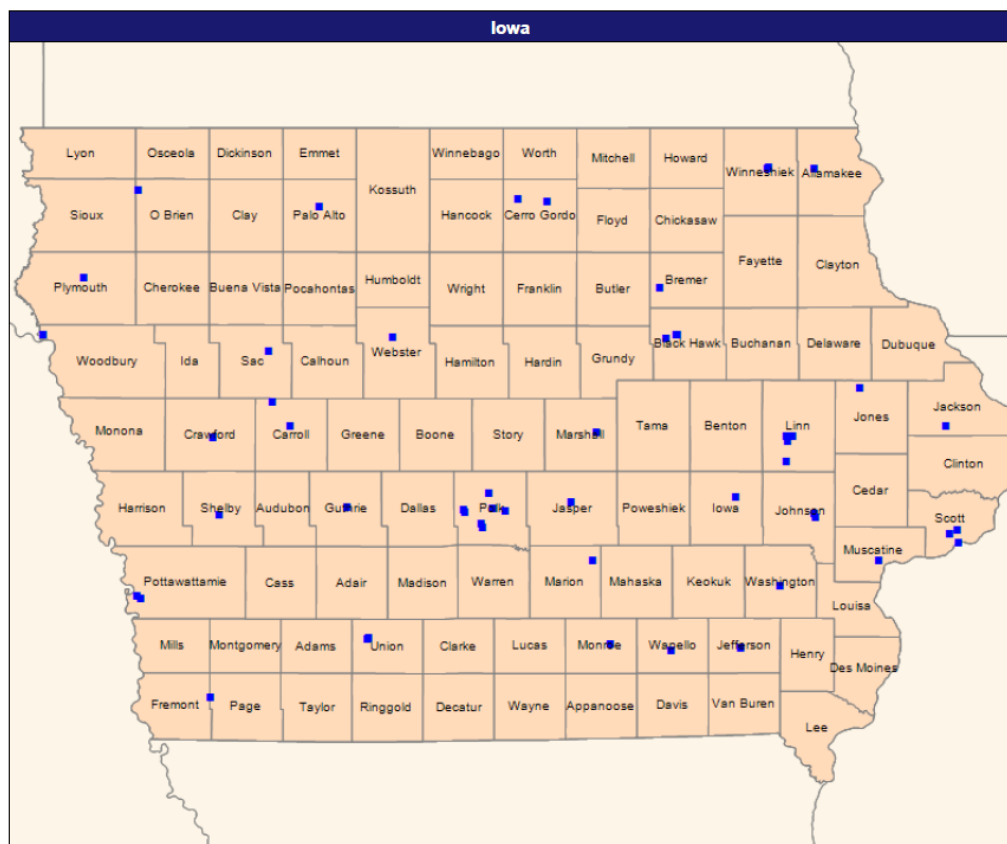 Iowa
Lyon Osceola Dickinson Emmet Winnebago Worth Mitchell Howard
Winneshiek Allamakee
Kossuth
Sioux O Brien Clay Palo Alto Hancock Cerro Gordo Floyd Chickasaw
Fayette Clayton
Plymouth Cherokee Buena Vista Pocahontas Humboldt Wright Franklin Butler Bremer
Woodbury Ida Sac Calhoun Webster Hamilton Hardin Grundy Black Hawk Buchanan Delaware Dubuque
Monona Crawford Carroll Greene Boone Story Marshall Tama Benton Linn Jones Jackson
Clinton
Harrison Shelby Audubon Guthrie Dallas Polk Jasper Poweshiek Iowa Johnson Cedar Scott
Muscatine
Pottawattamie Cass Adair Madison Warren Marion Mahaska Keokuk Washington
Louisa
Mills Montgomery Adams Union Clarke Lucas Monroe Wapello Jefferson Henry
Des Moines
Fremont Page Taylor Ringgold Decatur Wayne Appanoose Davis Van Buren
Lee